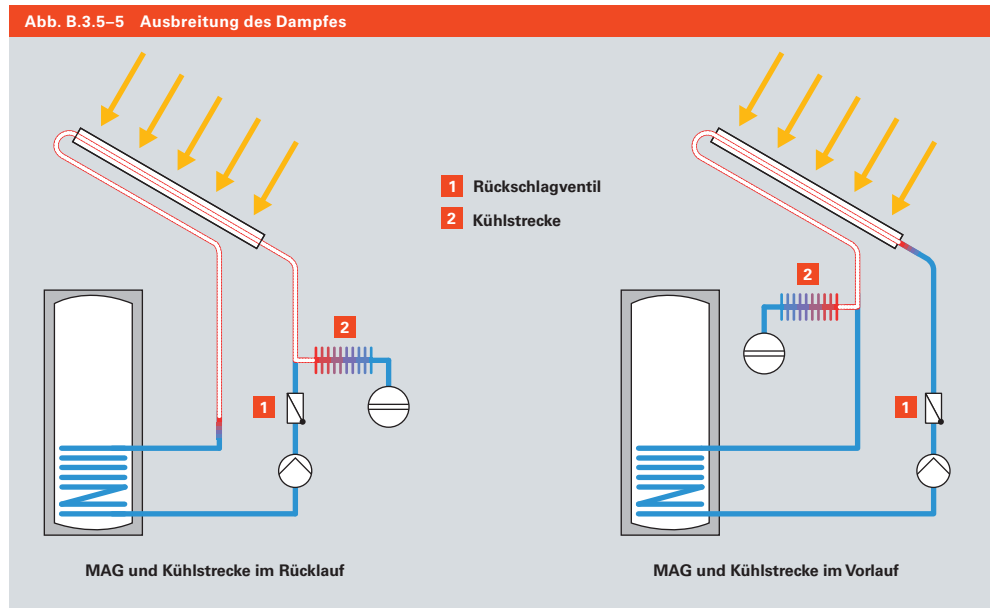 Abb. B.3.5–5 Ausbreitung des Dampfes
1 Rückschlagventil
2 Kühlstrecke
2
1
2
1
MAG und Kühlstrecke im Rücklauf
MAG und Kühlstrecke im Vorlauf